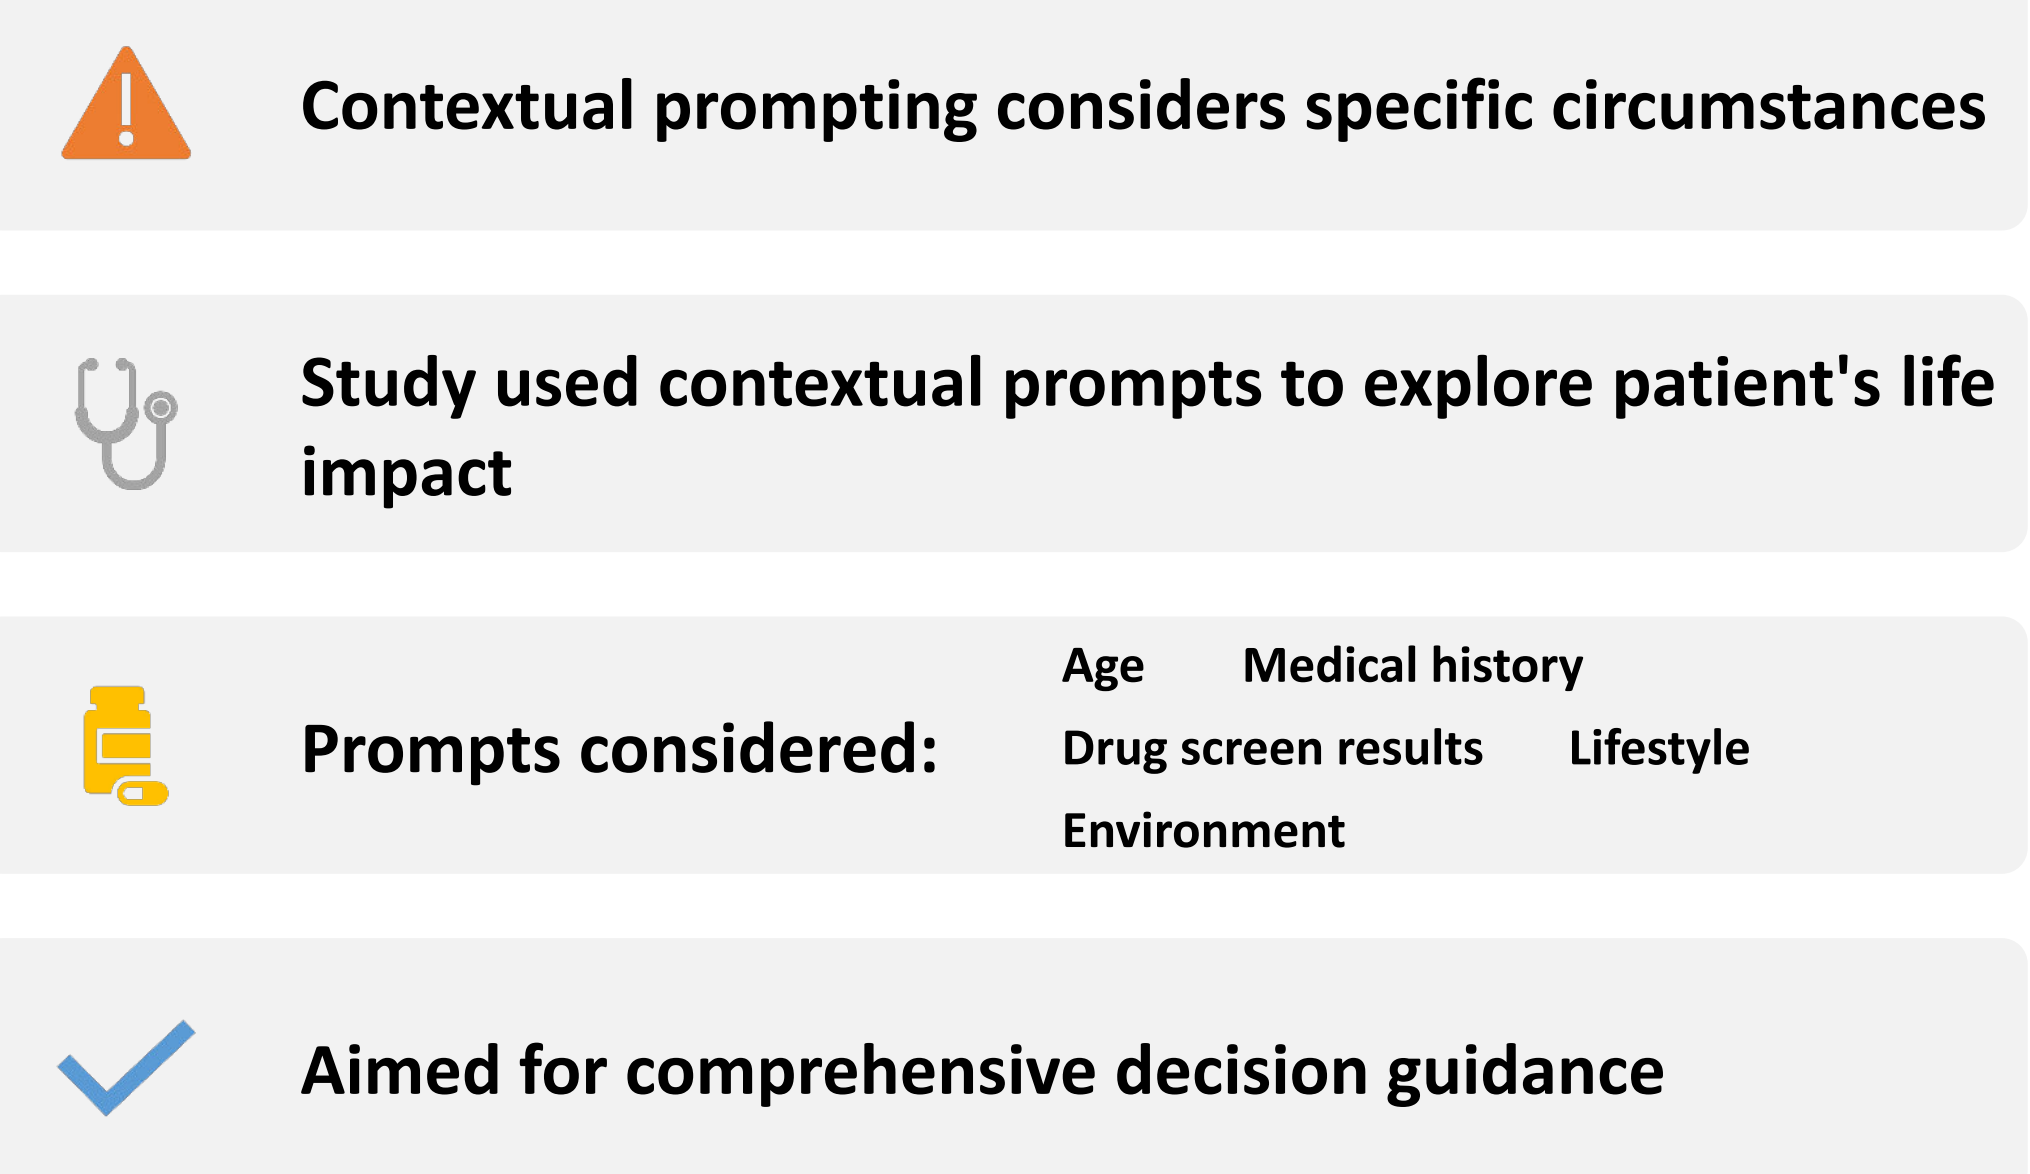 Contextual prompting considers specific circumstances
Study used contextual prompts to explore patient's life
impact
Prompts considered:
Age Medical history
Drug screen results Lifestyle
Environment
Aimed for comprehensive decision guidance